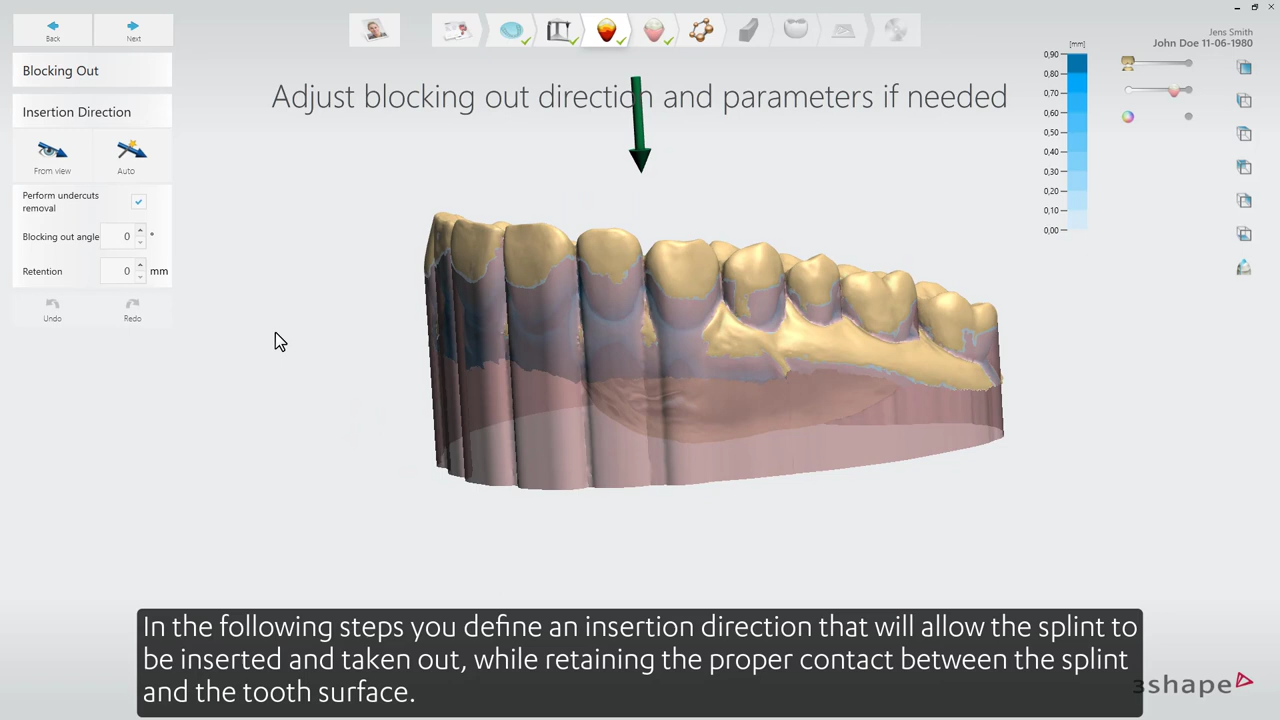 Back
Next
Blocking Out
Insertion Direction
From view
Auto
Perform undercuts
removal
Blocking out angle
0
°
Retention
0
mm
Undo
Redo
Adjust blocking out direction and parameters if needed
[mm]
0,90
0,80
0,70
0,60
0,50
0,40
0,30
0,20
0,10
0,00
Jens Smith
John Doe 11-06-1980
In the following steps you define an insertion direction that will allow the splint to
be inserted and taken out, while retaining the proper contact between the splint
and the tooth surface.
3shape